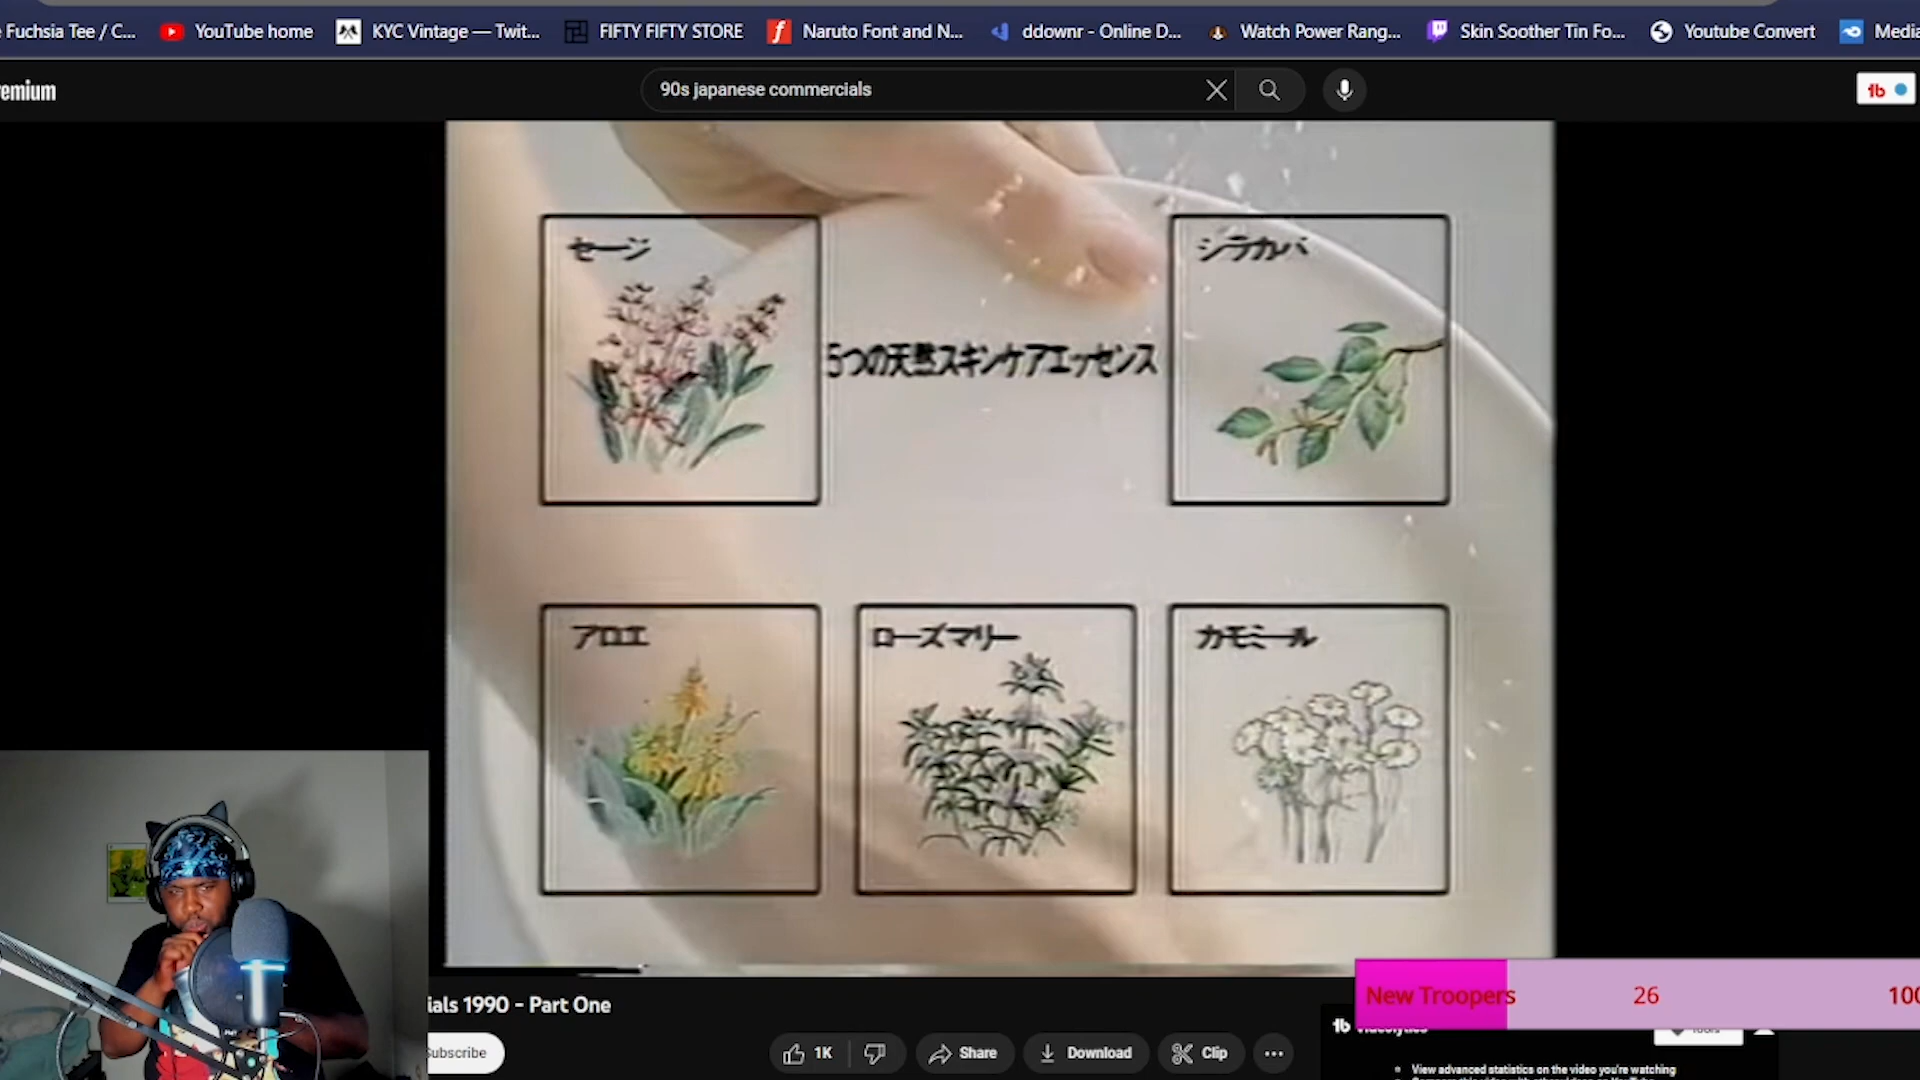 Fuchsia Tee / C...
YouTube home
KYC Vintage — Twit...
FIFTY FIFTY STORE
Naruto Font and N...
ddownr - Online D...
Watch Power Rang...
Skin Soother Tin Fo...
Youtube Convert
Media
emium
90s japanese commercials
セージ
シラカバ
5つの天然スキンケアエッセンス
アロエ
ローズマリー
カモミール
New Troopers
26
100
ials 1990 - Part One
ubscribe
1K
Share
Download
Clip
Tools
View advanced statistics on the video you're watching